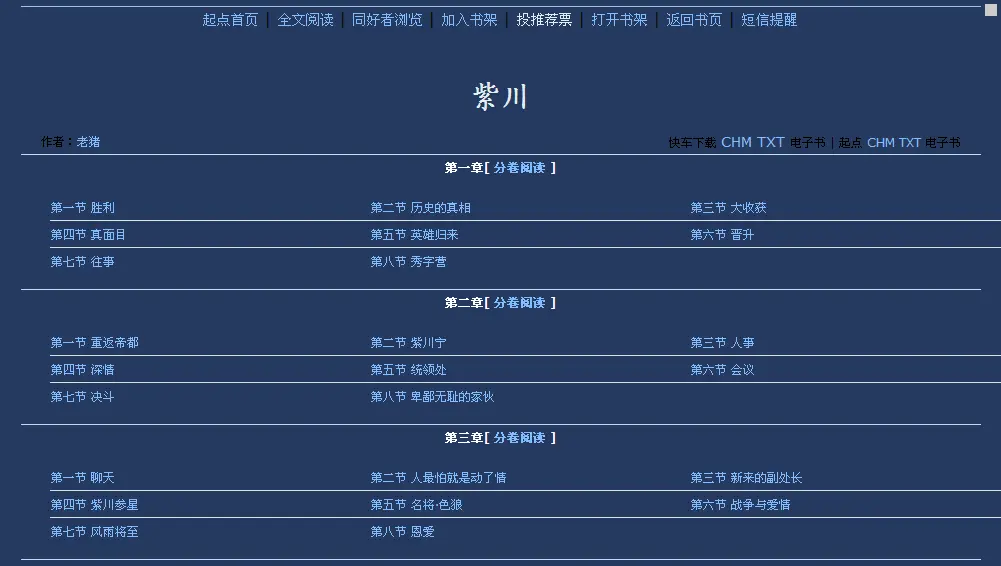 起点首页 | 全文阅读 | 同好者浏览 | 加入书架 | 投推荐票 | 打开书架 | 返回书页 | 短信提醒
紫川
作者：老猪 快车下载 CHM TXT 电子书 | 起点 CHM TXT 电子书
第一章[ 分卷阅读 ]
第一节 胜利 第二节 历史的真相 第三节 大收获
第四节 真面目 第五节 英雄归来 第六节 晋升
第七节 往事 第八节 秀字营
第二章[ 分卷阅读 ]
第一节 重返帝都 第二节 紫川宁 第三节 人事
第四节 深情 第五节 统领处 第六节 会议
第七节 决斗 第八节 卑鄙无耻的家伙
第三章[ 分卷阅读 ]
第一节 聊天 第二节 人最怕就是动了情 第三节 新来的副处长
第四节 紫川参星 第五节 名将·色狼 第六节 战争与爱情
第七节 风雨将至 第八节 恩爱